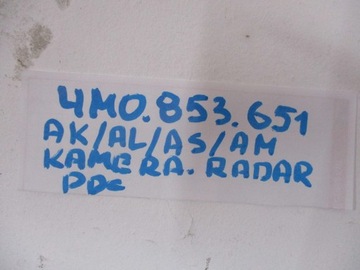 4M0.853.651
AK/AL/AS/AM
KAMERA. RADAR
PDC